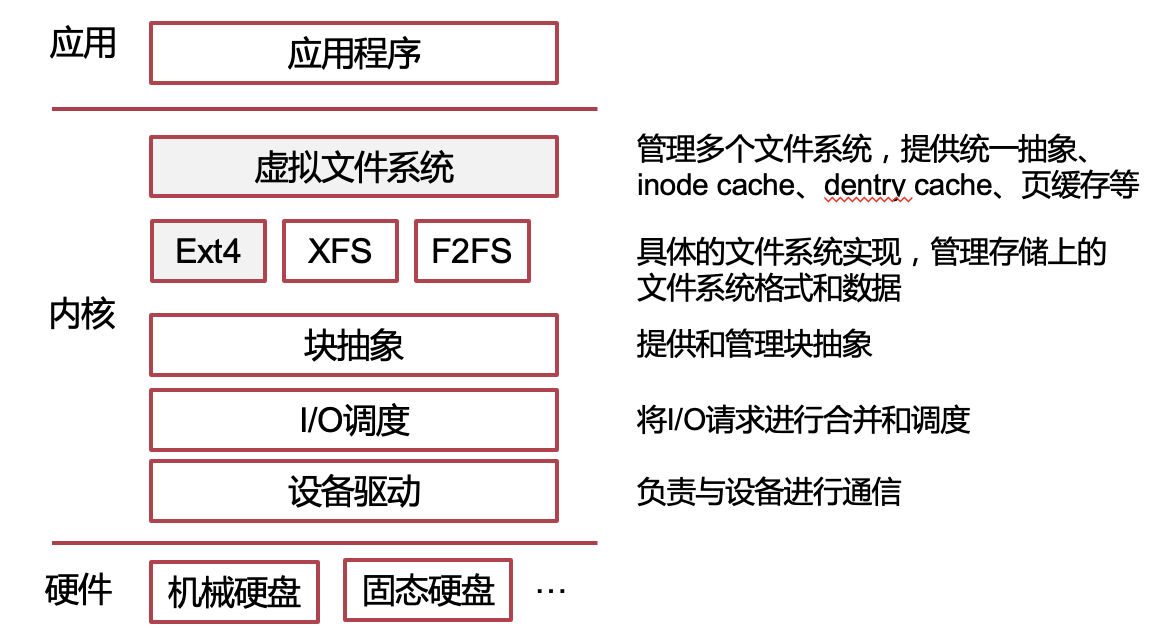 应用
应用程序
虚拟文件系统
管理多个文件系统，提供统一抽象、
inode cache、dentry cache、页缓存等
Ext4
XFS
F2FS
具体的文件系统实现，管理存储上的
文件系统格式和数据
内核
块抽象
提供和管理块抽象
I/O调度
将I/O请求进行合并和调度
设备驱动
负责与设备进行通信
硬件
机械硬盘
固态硬盘
…